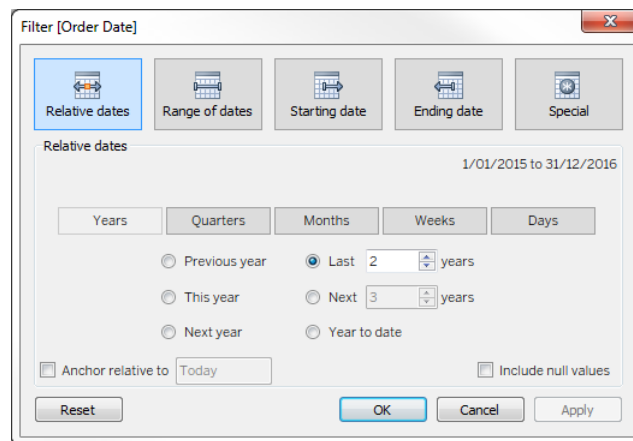 Filter [Order Date]
Relative dates Range of dates Starting date Ending date Special
Relative dates
1/01/2015 to 31/12/2016
Years Quarters Months Weeks Days
Previous year Last 2 years
This year Next 3 years
Next year Year to date
Anchor relative to Today Include null values
Reset OK Cancel Apply